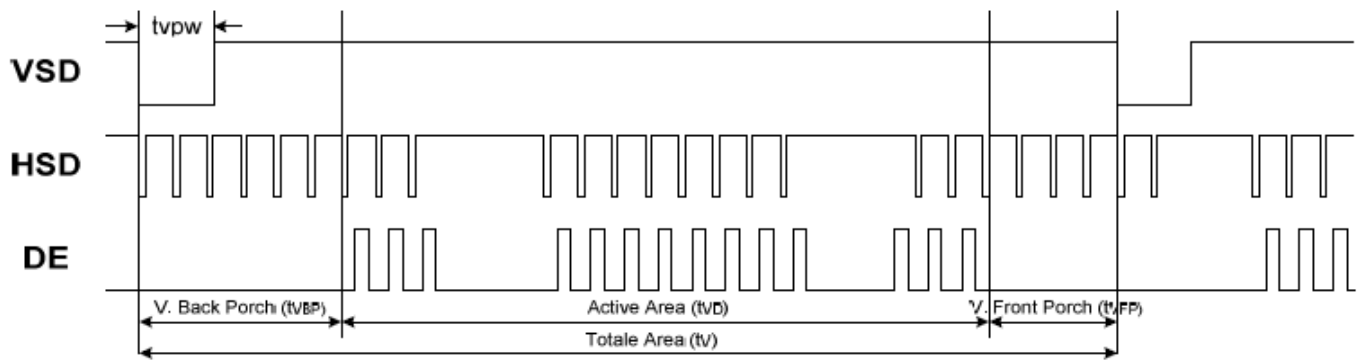 tvpw
VSD
HSD
DE
V. Back Porch (tVBP)
Active Area (tVD)
V. Front Porch (tVFP)
Totale Area (tV)